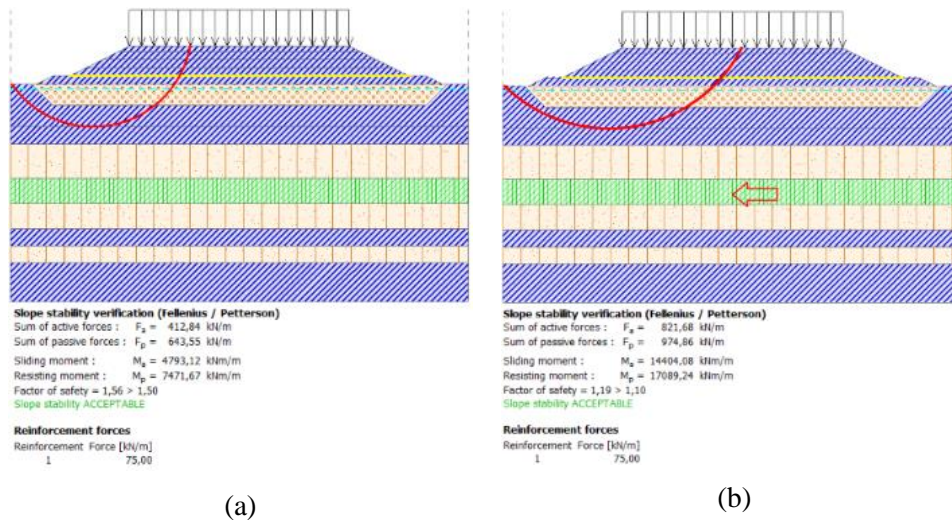 Slope stability verification (Fellenius / Petterson)
Sum of active forces : Fa = 412,84 kN/m
Sum of passive forces : Fp = 643,55 kN/m
Sliding moment : Ma = 4793,12 kNm/m
Resisting moment : Mp = 7471,67 kNm/m
Factor of safety = 1,56 > 1,50
Slope stability ACCEPTABLE
Reinforcement forces
Reinforcement Force [kN/m]
1 75,00
(a)
Slope stability verification (Fellenius / Petterson)
Sum of active forces : Fa = 821,68 kN/m
Sum of passive forces : Fp = 974,86 kN/m
Sliding moment : Ma = 14404,08 kNm/m
Resisting moment : Mp = 17089,24 kNm/m
Factor of safety = 1,19 > 1,10
Slope stability ACCEPTABLE
Reinforcement forces
Reinforcement Force [kN/m]
1 75,00
(b)